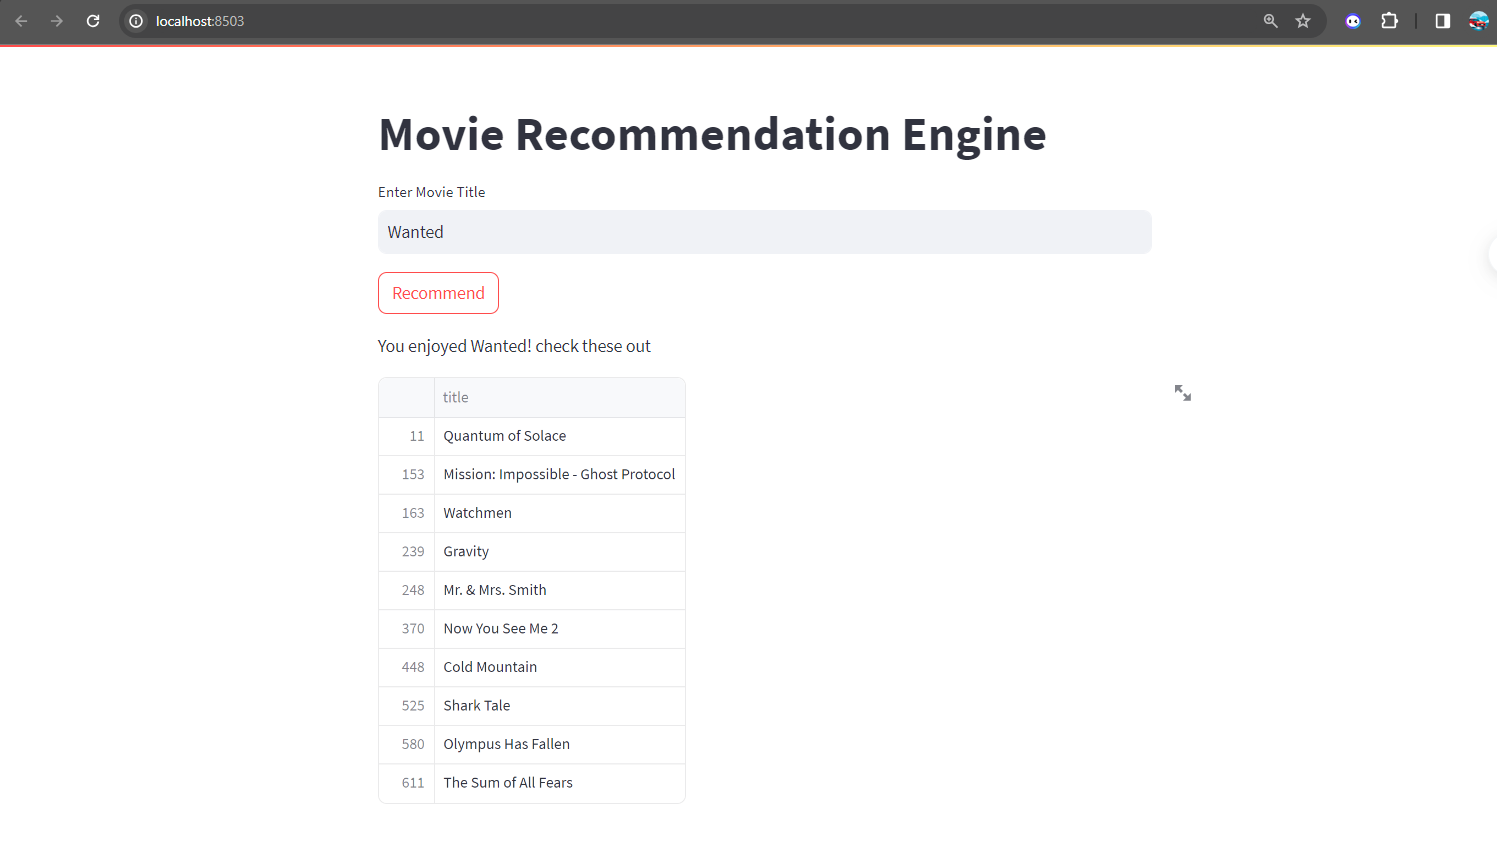 localhost:8503
Movie Recommendation Engine
Enter Movie Title
Wanted
Recommend
You enjoyed Wanted! check these out
title
11 Quantum of Solace
153 Mission: Impossible - Ghost Protocol
163 Watchmen
239 Gravity
248 Mr. & Mrs. Smith
370 Now You See Me 2
448 Cold Mountain
525 Shark Tale
580 Olympus Has Fallen
611 The Sum of All Fears